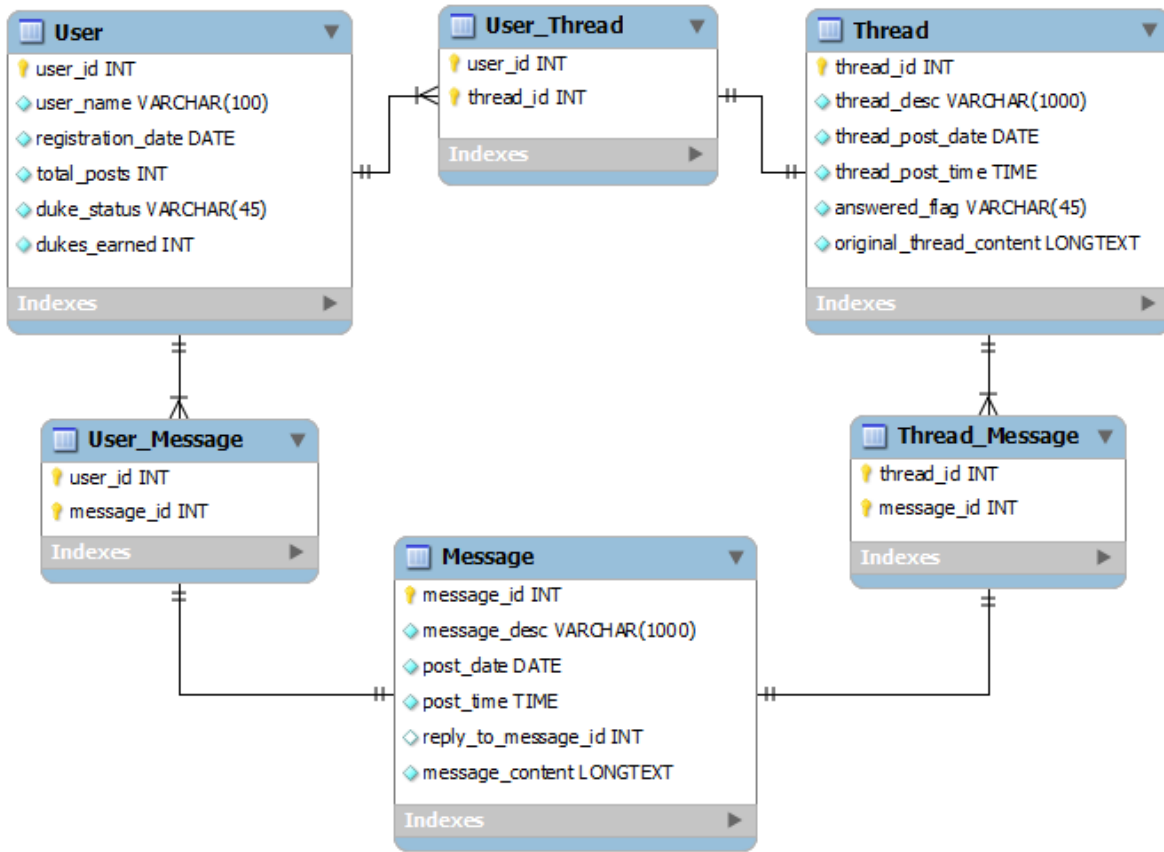 User
user_id INT
user_name VARCHAR(100)
registration_date DATE
total_posts INT
duke_status VARCHAR(45)
dukes_earned INT
Indexes
User_Thread
user_id INT
thread_id INT
Indexes
Thread
thread_id INT
thread_desc VARCHAR(1000)
thread_post_date DATE
thread_post_time TIME
answered_flag VARCHAR(45)
original_thread_content LONGTEXT
Indexes
User_Message
user_id INT
message_id INT
Indexes
Message
message_id INT
message_desc VARCHAR(1000)
post_date DATE
post_time TIME
reply_to_message_id INT
message_content LONGTEXT
Indexes
Thread_Message
thread_id INT
message_id INT
Indexes